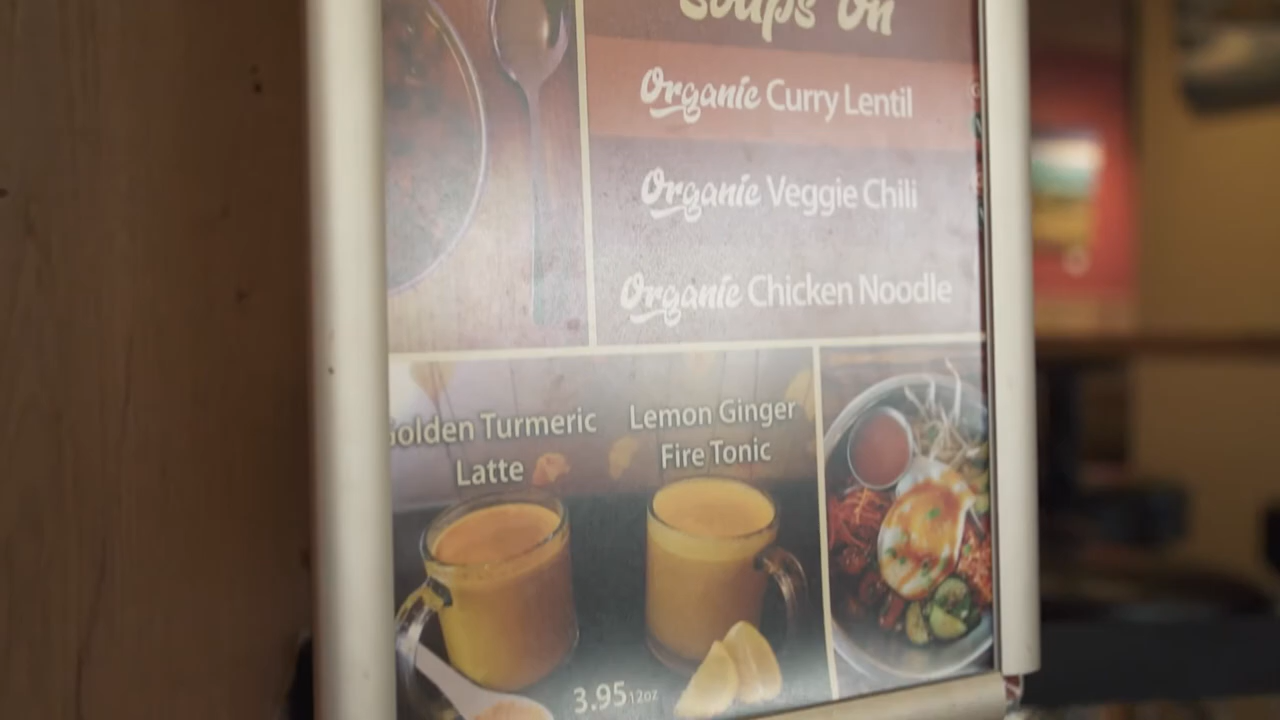 Soups On
Organic Curry Lentil
Organic Veggie Chili
Organic Chicken Noodle
Golden Turmeric
Latte
Lemon Ginger
Fire Tonic
3.95 12oz